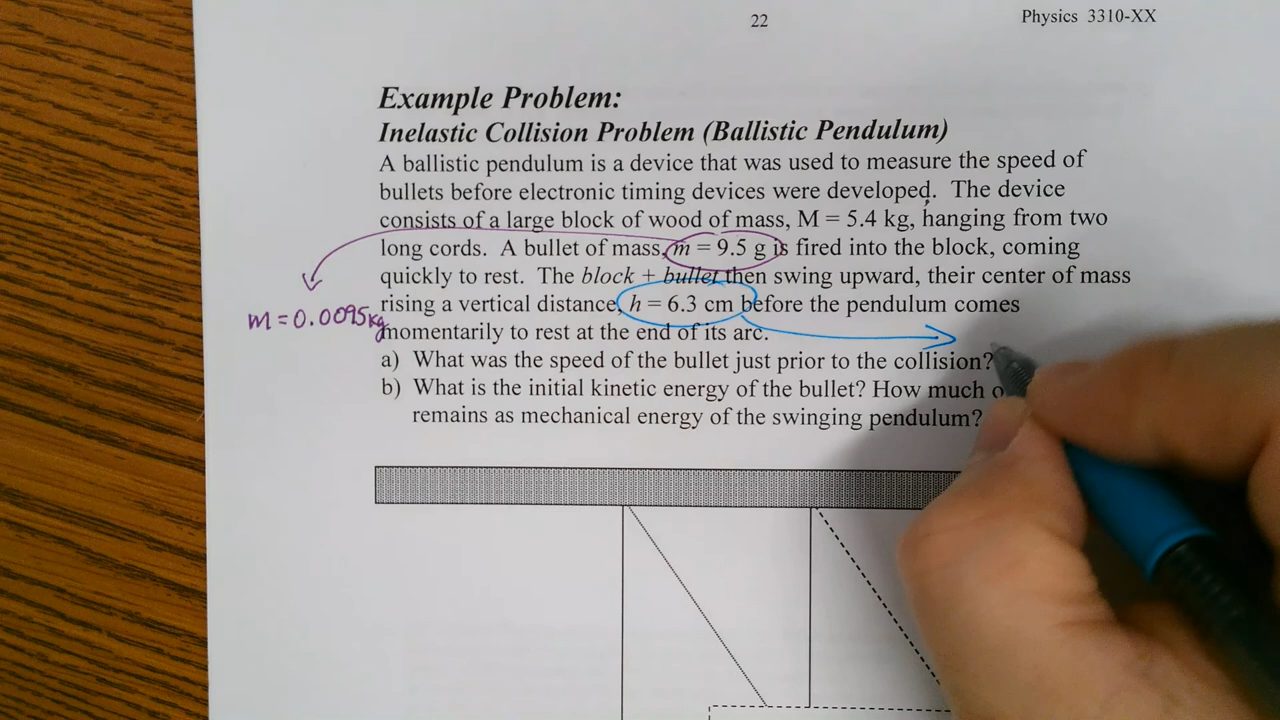 22
Physics 3310-XX
Example Problem:
Inelastic Collision Problem (Ballistic Pendulum)
A ballistic pendulum is a device that was used to measure the speed of
bullets before electronic timing devices were developed. The device
consists of a large block of wood of mass, M = 5.4 kg, hanging from two
long cords. A bullet of mass, m = 9.5 g is fired into the block, coming
quickly to rest. The block + bullet then swing upward, their center of mass
rising a vertical distance, h = 6.3 cm before the pendulum comes
m = 0.0095kg
momentarily to rest at the end of its arc.
a) What was the speed of the bullet just prior to the collision?
b) What is the initial kinetic energy of the bullet? How much
remains as mechanical energy of the swinging pendulum?